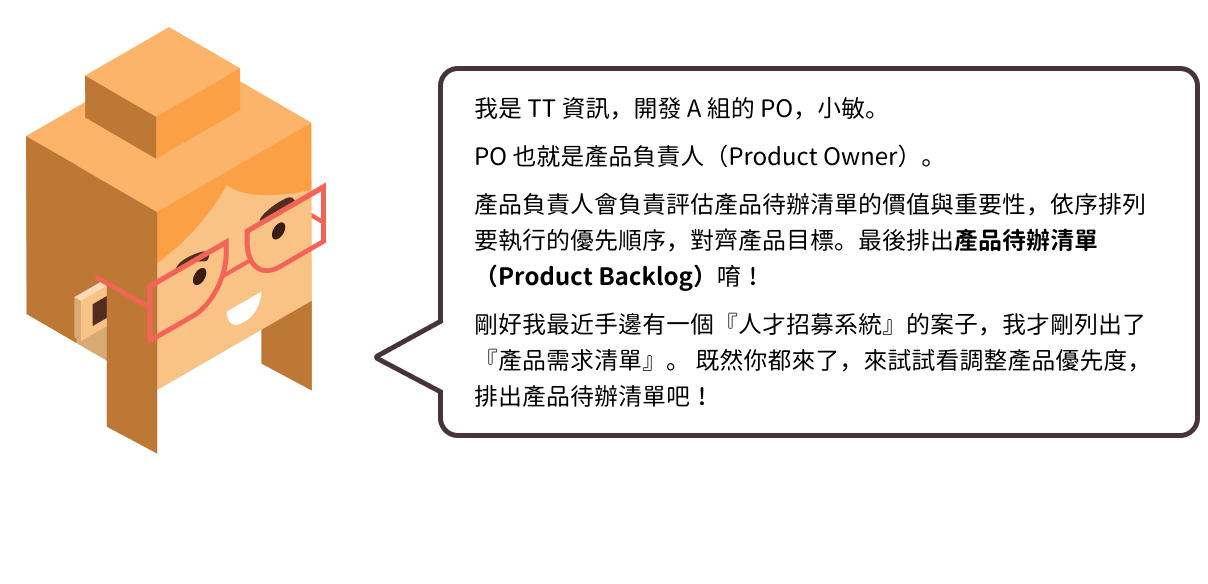 我是 TT 資訊，開發 A 組的 PO，小敏。
PO 也就是產品負責人（Product Owner）。
產品負責人會負責評估產品待辦清單的價值與重要性，依序排列
要執行的優先順序，對齊產品目標。最後排出產品待辦清單
（Product Backlog）唷！
剛好我最近手邊有一個『人才招募系統』的案子，我才剛列出了
『產品需求清單』。 既然你都來了，來試試看調整產品優先度，
排出產品待辦清單吧！